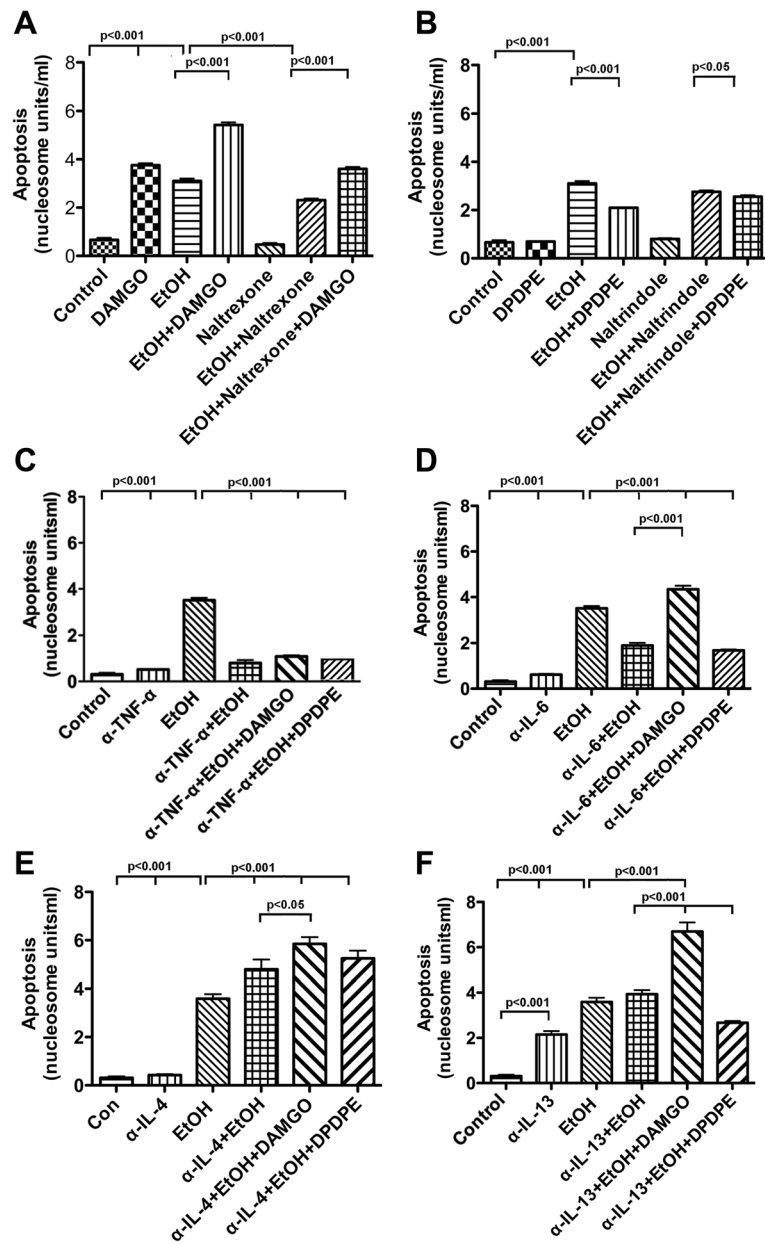 A
p<0.001
p<0.001
p<0.001
p<0.001
Apoptosis
(nucleosome units/ml)
8
6
4
2
0
Control
DAMGO
EtOH
EtOH+DAMGO
Naltrexone
EtOH+Naltrexone
EtOH+Naltrexone+DAMGO
B
p<0.001
p<0.001
p<0.05
Apoptosis
(nucleosome units/ml)
8
6
4
2
0
Control
DPDPE
EtOH
EtOH+DPDPE
Naltrindole
EtOH+Naltrindole
EtOH+Naltrindole+DPDPE
C
p<0.001
p<0.001
Apoptosis
(nucleosome unitsml)
8
6
4
2
0
Control
α-TNF-α
EtOH
α-TNF-α+EtOH
α-TNF-α+EtOH+DAMGO
α-TNF-α+EtOH+DPDPE
D
p<0.001
p<0.001
p<0.001
Apoptosis
(nucleosome unitsml)
8
6
4
2
0
Control
α-IL-6
EtOH
α-IL-6+EtOH
α-IL-6+EtOH+DAMGO
α-IL-6+EtOH+DPDPE
E
p<0.001
p<0.001
p<0.05
Apoptosis
(nucleosome unitsml)
8
6
4
2
0
Con
α-IL-4
EtOH
α-IL-4+EtOH
α-IL-4+EtOH+DAMGO
α-IL-4+EtOH+DPDPE
F
p<0.001
p<0.001
p<0.001
p<0.001
Apoptosis
(nucleosome unitsml)
8
6
4
2
0
Control
α-IL-13
EtOH
α-IL-13+EtOH
α-IL-13+EtOH+DAMGO
α-IL-13+EtOH+DPDPE